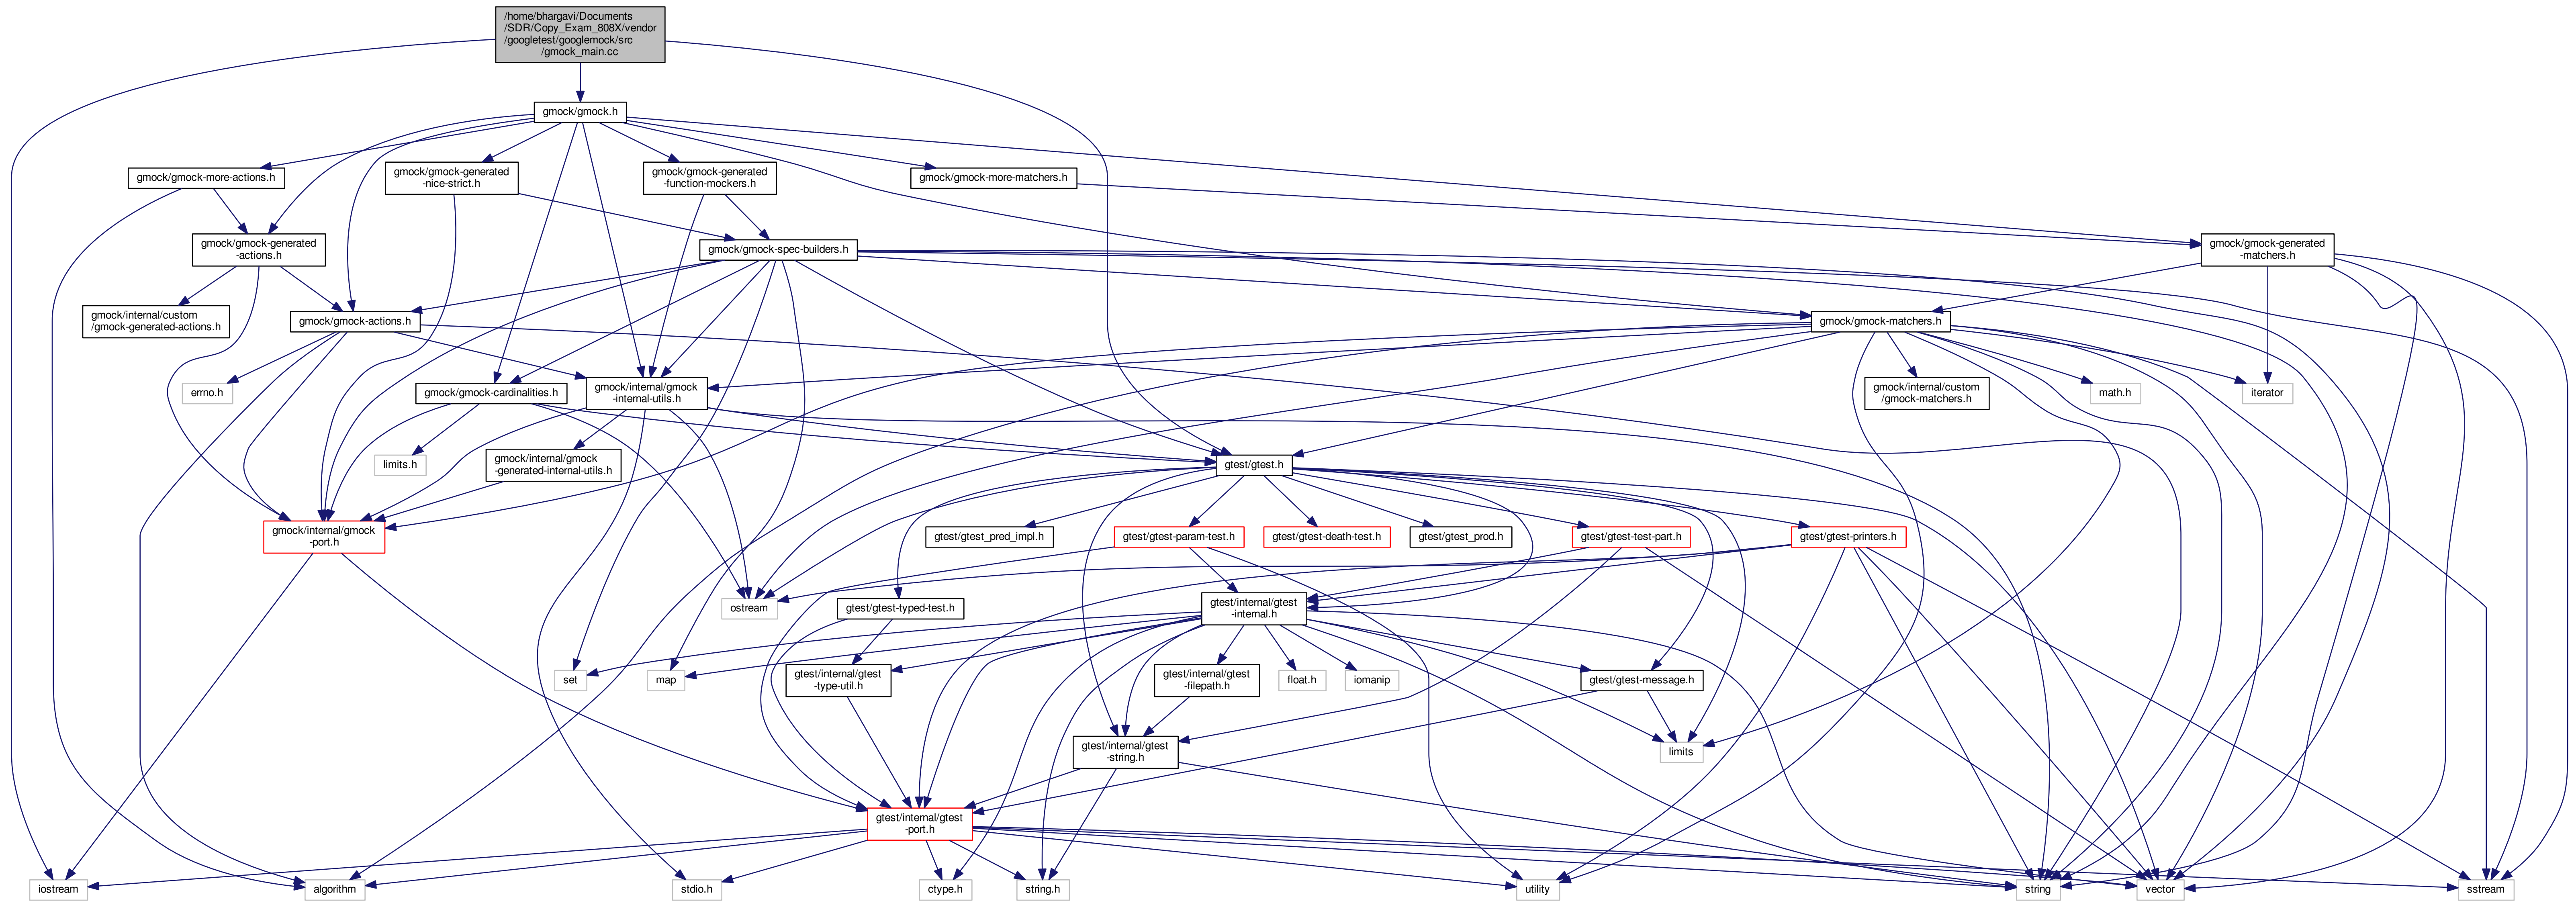 /home/bhargavi/Documents
/SDR/Copy_Exam_808X/vendor
/googletest/googlemock/src
/gmock_main.cc
gmock/gmock.h
gmock/gmock-more-actions.h
gmock/gmock-generated
-nice-strict.h
gmock/gmock-generated
-function-mockers.h
gmock/gmock-more-matchers.h
gmock/gmock-generated
-actions.h
gmock/gmock-spec-builders.h
gmock/gmock-generated
-matchers.h
gmock/internal/custom
/gmock-generated-actions.h
gmock/gmock-actions.h
gmock/gmock-matchers.h
errno.h
gmock/gmock-cardinalities.h
gmock/internal/gmock
-internal-utils.h
gmock/internal/custom
/gmock-matchers.h
math.h
iterator
limits.h
gmock/internal/gmock
-generated-internal-utils.h
gtest/gtest.h
gmock/internal/gmock
-port.h
gtest/gtest_pred_impl.h
gtest/gtest-param-test.h
gtest/gtest-death-test.h
gtest/gtest_prod.h
gtest/gtest-test-part.h
gtest/gtest-printers.h
ostream
gtest/gtest-typed-test.h
gtest/internal/gtest
-internal.h
set
map
gtest/internal/gtest
-type-util.h
gtest/internal/gtest
-filepath.h
float.h
iomanip
gtest/gtest-message.h
gtest/internal/gtest
-string.h
limits
gtest/internal/gtest
-port.h
iostream
algorithm
stdio.h
ctype.h
string.h
utility
string
vector
sstream